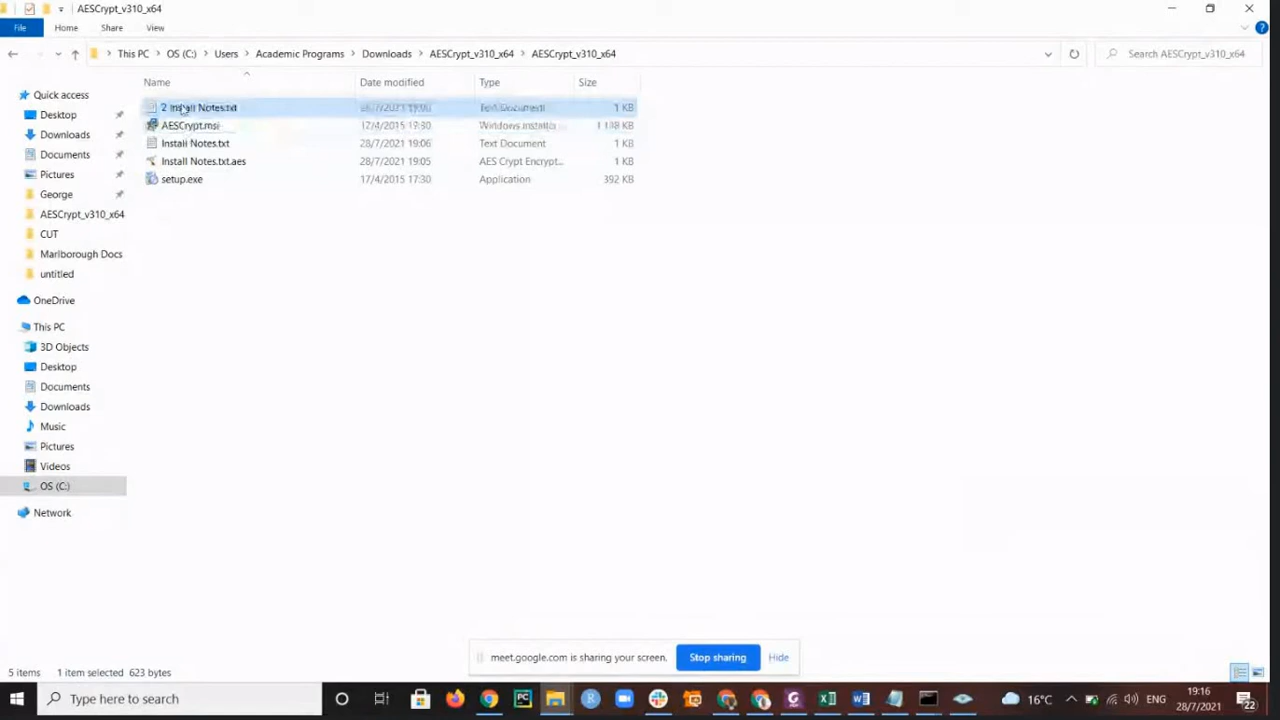 AESCrypt_v310_x64
File Home Share View
This PC > OS (C:) > Users > Academic Programs > Downloads > AESCrypt_v310_x64 > AESCrypt_v310_x64
Search AESCrypt_v310_x64
Name Date modified Type Size
2 Install Notes.txt Text Document 1 KB
AESCrypt.msi 17/4/2015 17:30 Windows Installer KB
Install Notes.txt 28/7/2021 19:06 Text Document 1 KB
Install Notes.txt.aes 28/7/2021 19:05 AES Crypt Encrypt... 1 KB
setup.exe 17/4/2015 17:30 Application 392 KB
Quick access
Desktop
Downloads
Documents
Pictures
George
AESCrypt_v310_x64
CUT
Marlborough Docs
untitled
OneDrive
This PC
3D Objects
Desktop
Documents
Downloads
Music
Pictures
Videos
OS (C:)
Network
meet.google.com is sharing your screen. Stop sharing Hide
5 items 1 item selected 623 bytes
Type here to search
PC
16°C
ENG
19:16
28/7/2021
22